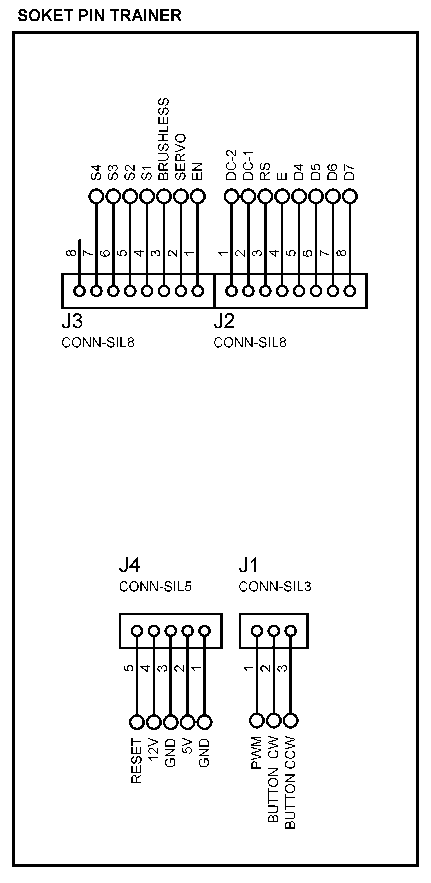 SOKET PIN TRAINER
S4 S3 S2 S1 BRUSHLESS SERVO EN DC-2 DC-1 RS E D4 D5 D6 D7
8 7 6 5 4 3 2 1 1 2 3 4 5 6 7 8
J3 J2
CONN-SIL8 CONN-SIL8
J4 J1
CONN-SIL5 CONN-SIL3
5 4 3 2 1 1 2 3
RESET 12V GND 5V GND PWM BUTTON CW BUTTON CCW